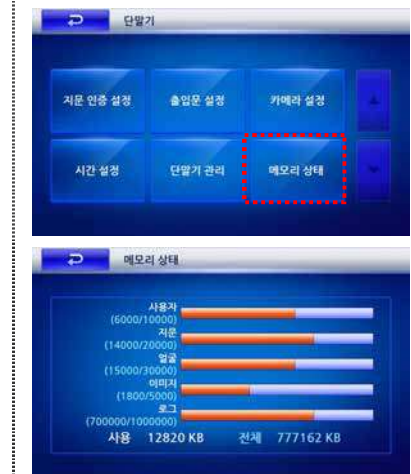 단말기
지문 인증 설정 출입문 설정 카메라 설정
시간 설정 단말기 관리 메모리 상태
메모리 상태
사용자
(6000/10000)
지문
(14000/20000)
얼굴
(15000/30000)
이미지
(1800/5000)
로그
(700000/1000000)
사용 12820 KB 전체 777162 KB